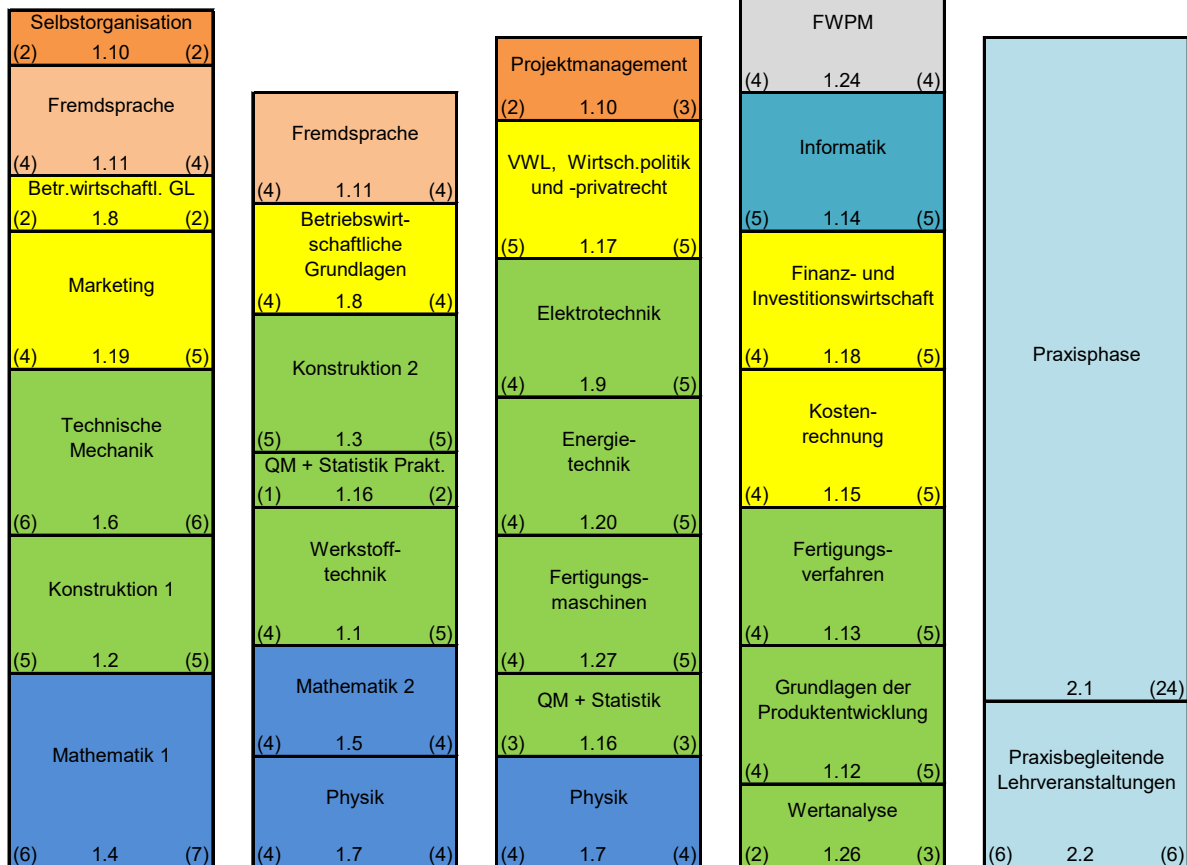 Selbstorganisation
(2) 1.10 (2)
Fremdsprache
(4) 1.11 (4)
Betr.wirtschaftl. GL
(2) 1.8 (2)
Marketing
(4) 1.19 (5)
Technische
Mechanik
(6) 1.6 (6)
Konstruktion 1
(5) 1.2 (5)
Mathematik 1
(6) 1.4 (7)
Fremdsprache
(4) 1.11 (4)
Betriebswirt-
schaftliche
Grundlagen
(4) 1.8 (4)
Konstruktion 2
(5) 1.3 (5)
QM + Statistik Prakt.
(1) 1.16 (2)
Werkstoff-
technik
(4) 1.1 (5)
Mathematik 2
(4) 1.5 (4)
Physik
(4) 1.7 (4)
Projektmanagement
(2) 1.10 (3)
VWL, Wirtsch.politik
und -privatrecht
(5) 1.17 (5)
Elektrotechnik
(4) 1.9 (5)
Energie-
technik
(4) 1.20 (5)
Fertigungs-
maschinen
(4) 1.27 (5)
QM + Statistik
(3) 1.16 (3)
Physik
(4) 1.7 (4)
FWPM
(4) 1.24 (4)
Informatik
(5) 1.14 (5)
Finanz- und
Investitionswirtschaft
(4) 1.18 (5)
Kosten-
rechnung
(4) 1.15 (5)
Fertigungs-
verfahren
(4) 1.13 (5)
Grundlagen der
Produktentwicklung
(4) 1.12 (5)
Wertanalyse
(2) 1.26 (3)
Praxisphase
2.1 (24)
Praxisbegleitende
Lehrveranstaltungen
(6) 2.2 (6)